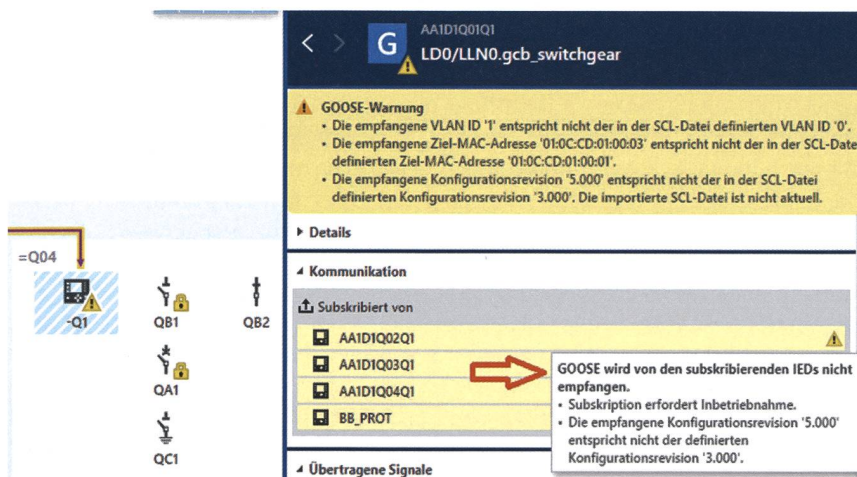 AA1D1Q01Q1
G
LD0/LLN0.gcb_switchgear
GOOSE-Warnung
• Die empfangene VLAN ID '1' entspricht nicht der in der SCL-Datei definierten VLAN ID '0'.
• Die empfangene Ziel-MAC-Adresse '01:0C:CD:01:00:03' entspricht nicht der in der SCL-Date
definierten Ziel-MAC-Adresse '01:0C:CD:01:00:01'.
• Die empfangene Konfigurationsrevision '5.000' entspricht nicht der in der SCL-Datei
definierten Konfigurationsrevision '3.000'. Die importierte SCL-Datei ist nicht aktuell.
Details
Kommunikation
Subskribiert von
AA1D1Q02Q1
AA1D1Q03Q1
AA1D1Q04Q1
BB_PROT
GOOSE wird von den subskribierenden IEDs nicht
empfangen.
• Subskription erfordert Inbetriebnahme.
• Die empfangene Konfigurationsrevision '5.000'
entspricht nicht der definierten
Konfigurationsrevision '3.000'.
Übertragene Signale
=Q04
-Q1
QB1
QB2
QA1
QC1